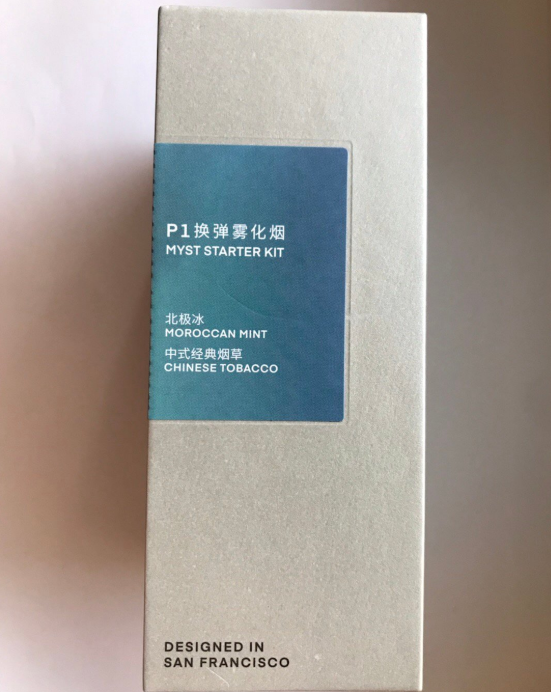 P1换弹雾化烟
MYST STARTER KIT
北极冰
MOROCCAN MINT
中式经典烟草
CHINESE TOBACCO
DESIGNED IN
SAN FRANCISCO